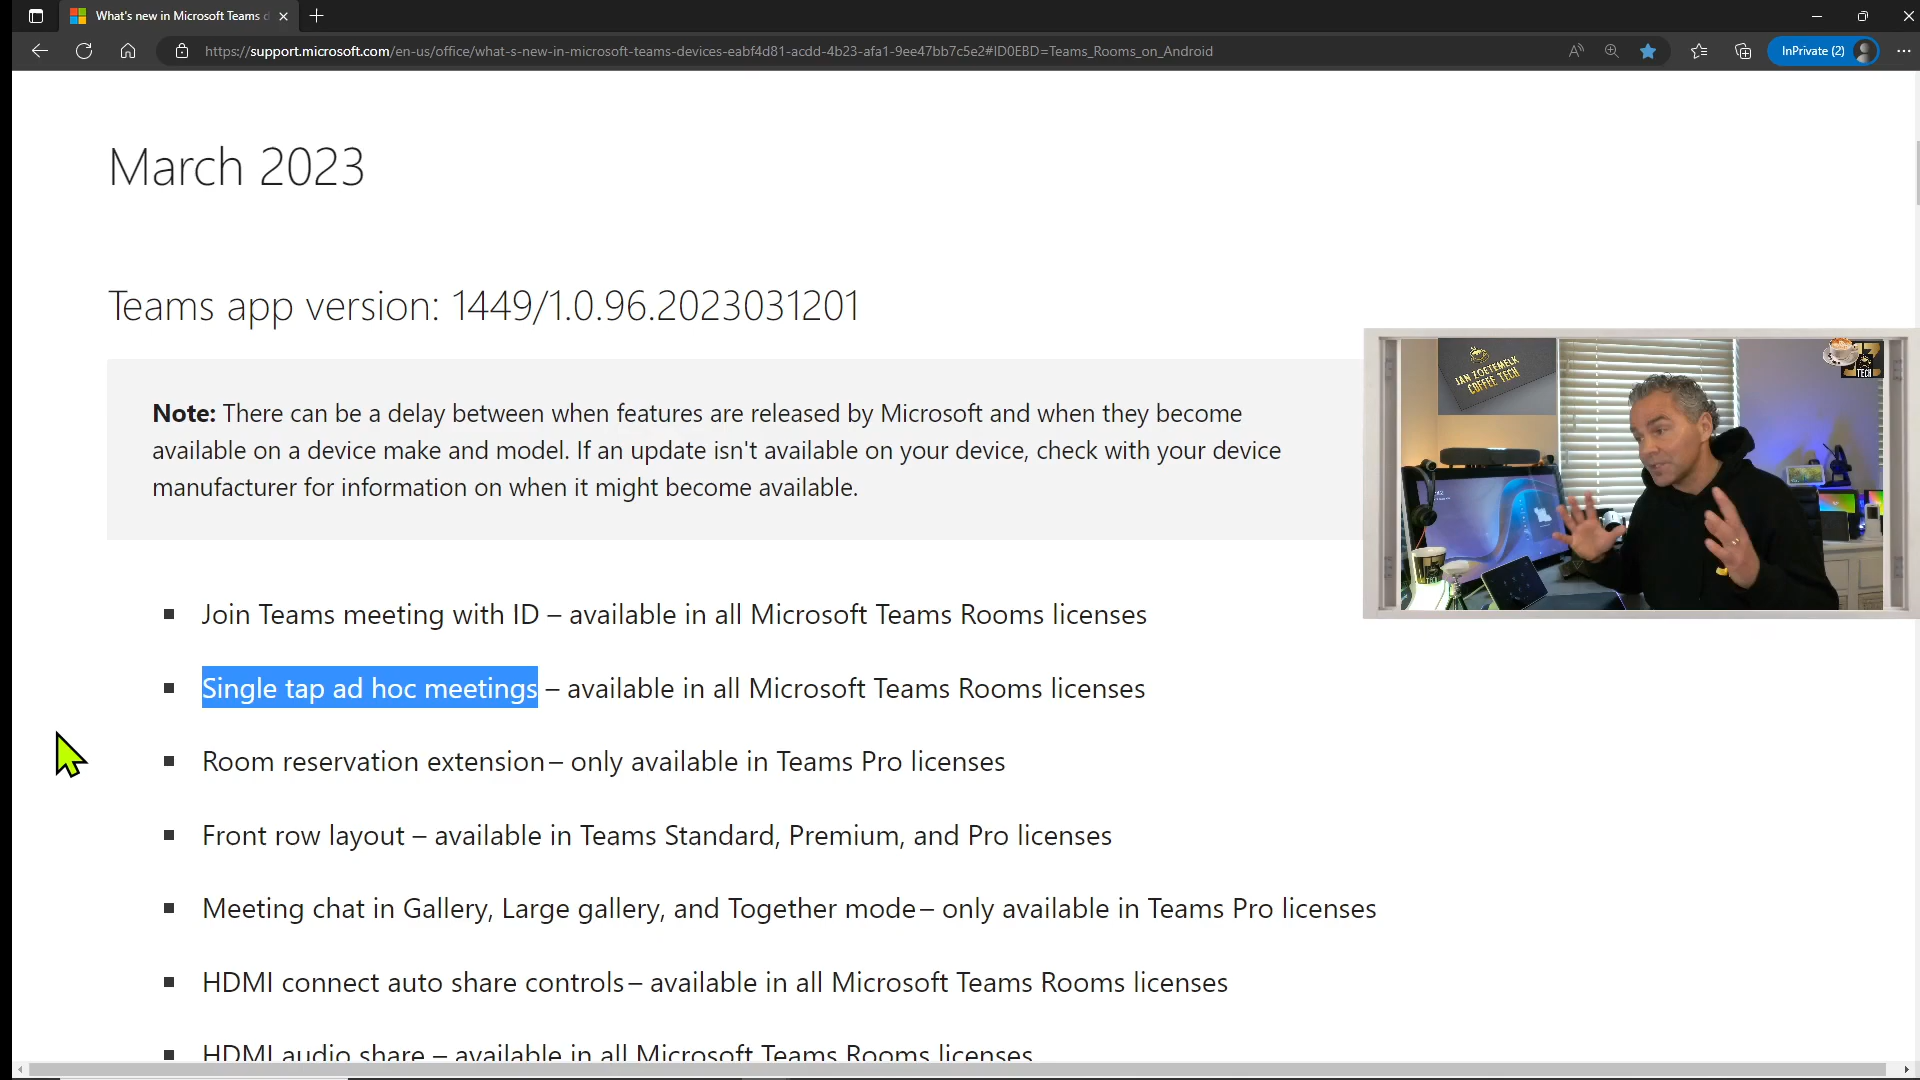 What's new in Microsoft Teams d
https://support.microsoft.com/en-us/office/what-s-new-in-microsoft-teams-devices-eabf4d81-acdd-4b23-afa1-9ee47bb7c5e2#ID0EBD=Teams_Rooms_on_Android
InPrivate (2)
March 2023
Teams app version: 1449/1.0.96.2023031201
Note: There can be a delay between when features are released by Microsoft and when they become
available on a device make and model. If an update isn't available on your device, check with your device
manufacturer for information on when it might become available.
JAN ZOETEMELK
COFFEE TECH
TECH
Join Teams meeting with ID – available in all Microsoft Teams Rooms licenses
Single tap ad hoc meetings – available in all Microsoft Teams Rooms licenses
Room reservation extension– only available in Teams Pro licenses
Front row layout – available in Teams Standard, Premium, and Pro licenses
Meeting chat in Gallery, Large gallery, and Together mode– only available in Teams Pro licenses
HDMI connect auto share controls– available in all Microsoft Teams Rooms licenses
HDMI audio share – available in all Microsoft Teams Rooms licenses